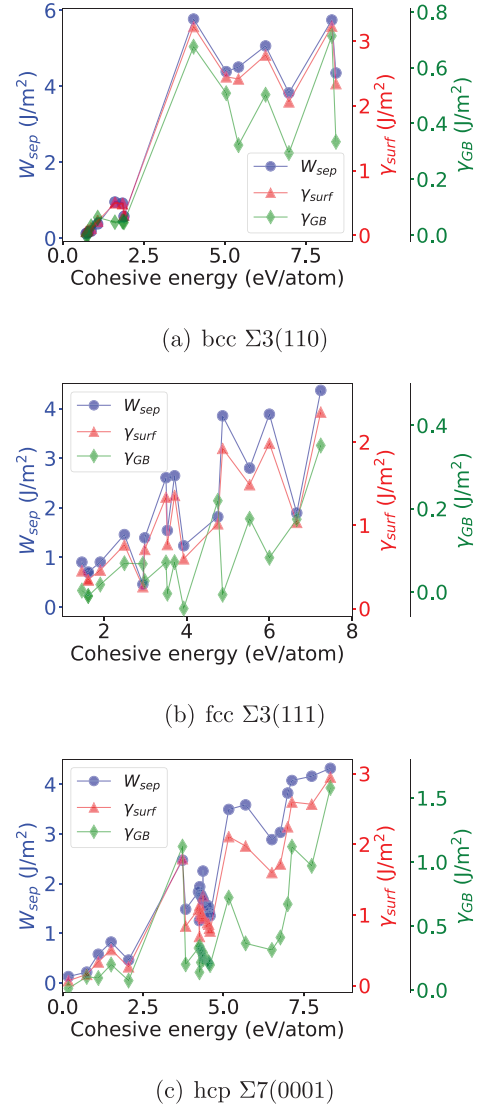 6
4
2
0
W_sep (J/m²)
3
2
1
0
γ_surf (J/m²)
0.8
0.6
0.4
0.2
0.0
γ_GB (J/m²)
W_sep
γ_surf
γ_GB
0.0 2.5 5.0 7.5
Cohesive energy (eV/atom)
(a) bcc Σ3(110)
4
3
2
1
0
W_sep (J/m²)
W_sep
γ_surf
γ_GB
2
1
0
γ_surf (J/m²)
0.4
0.2
0.0
γ_GB (J/m²)
2 4 6 8
Cohesive energy (eV/atom)
(b) fcc Σ3(111)
4
3
2
1
0
W_sep (J/m²)
W_sep
γ_surf
γ_GB
3
2
1
0
γ_surf (J/m²)
1.5
1.0
0.5
0.0
γ_GB (J/m²)
0.0 2.5 5.0 7.5
Cohesive energy (eV/atom)
(c) hcp Σ7(0001)